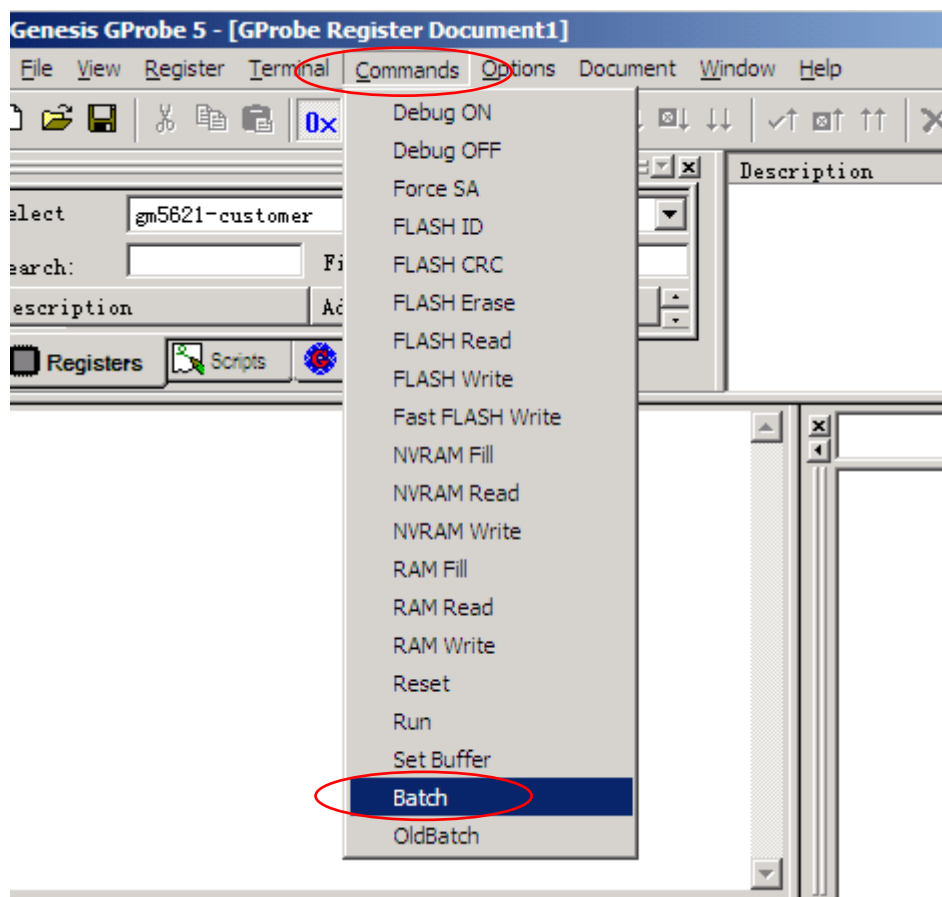 Genesis GProbe 5 - [GProbe Register Document1]
File View Register Terminal Commands Options Document Window Help
0x
Description
elect gm5621-customer
earch: Fi
escription Ad
Registers Scripts
Debug ON
Debug OFF
Force SA
FLASH ID
FLASH CRC
FLASH Erase
FLASH Read
FLASH Write
Fast FLASH Write
NVRAM Fill
NVRAM Read
NVRAM Write
RAM Fill
RAM Read
RAM Write
Reset
Run
Set Buffer
Batch
OldBatch